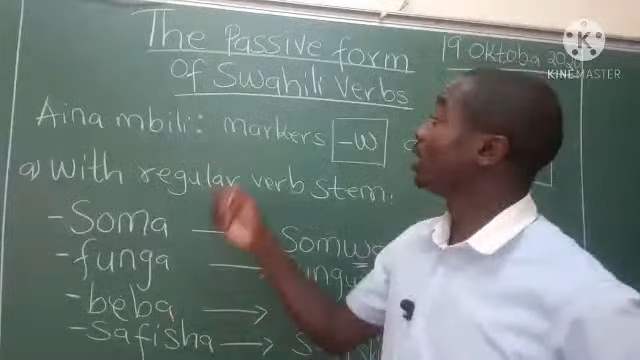 The Passive form
19 Oktoba 2020
of Swahili Verbs
KINEMASTER
Aina mbili: markers -w
a) With regular verb stem.
- Soma — Somwa
- funga —
- beba →
- Safisha →